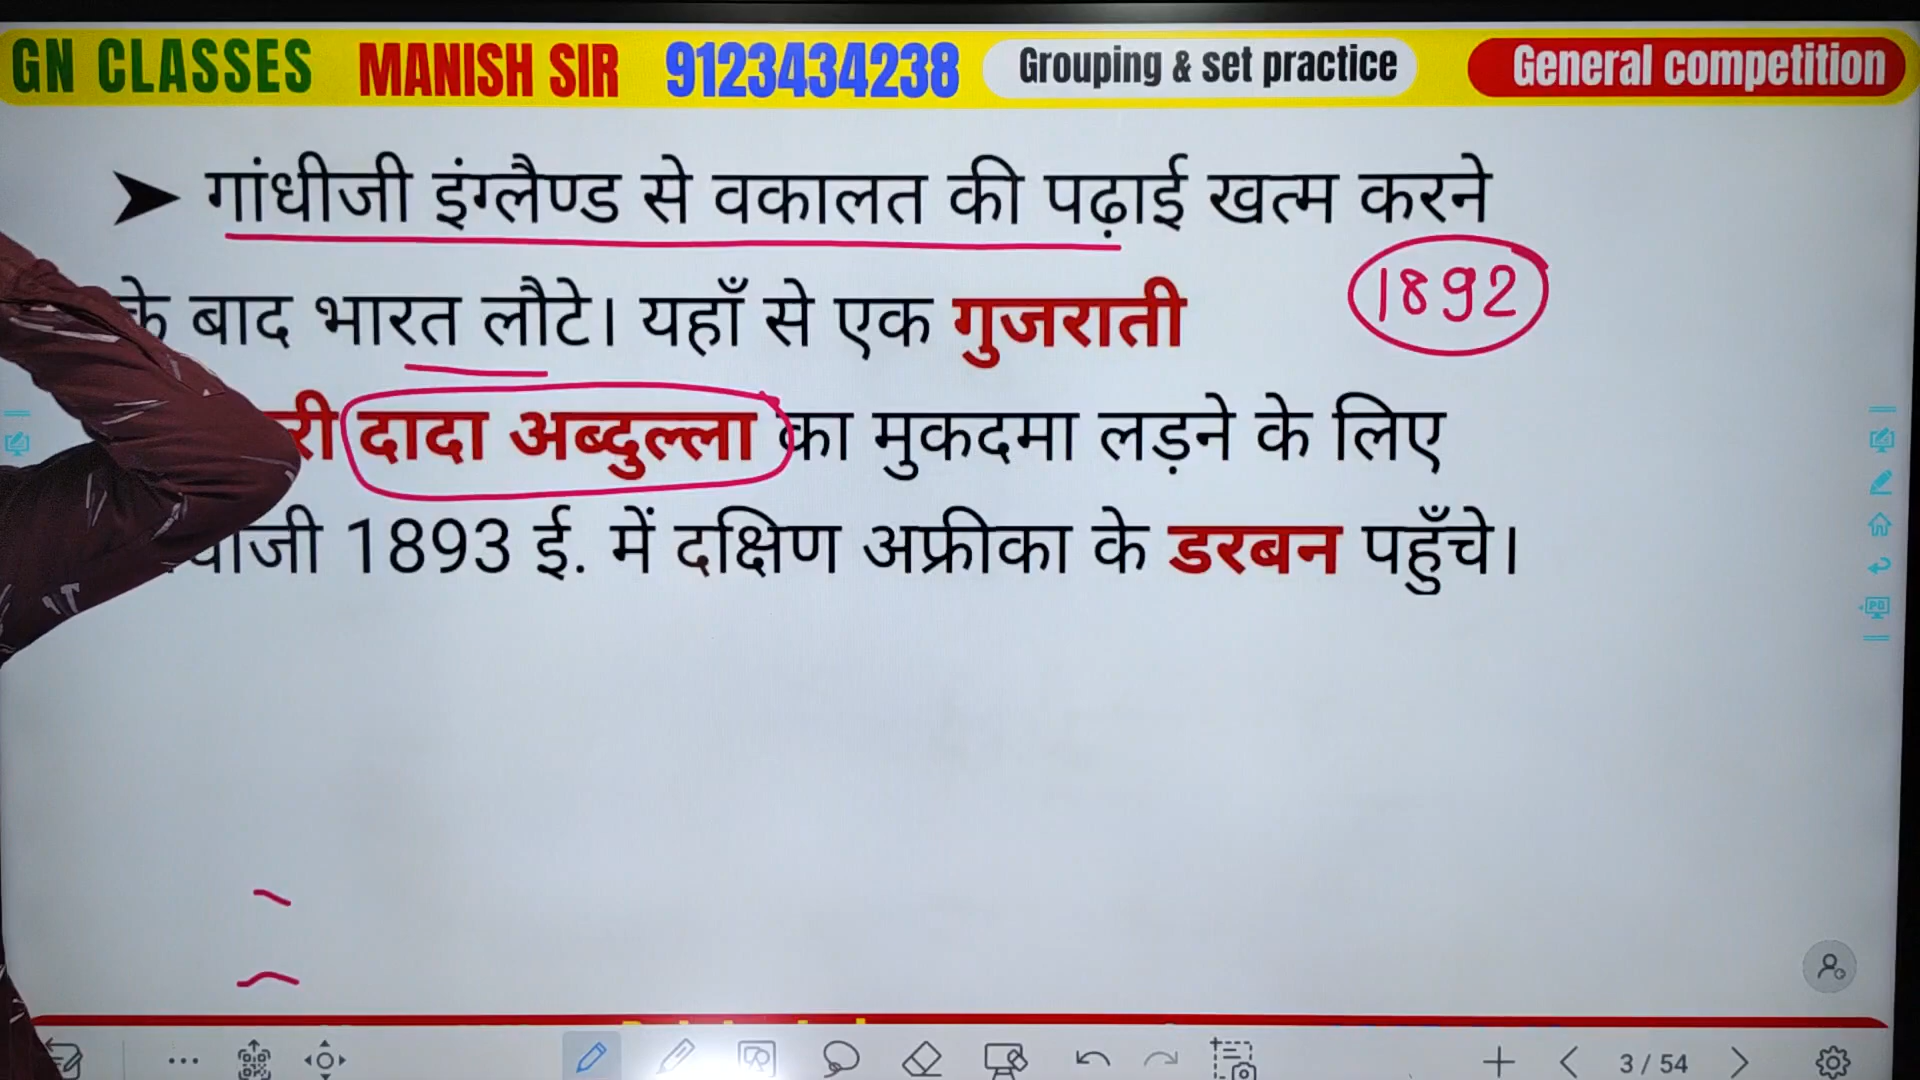 GN CLASSES MANISH SIR 9123434238 Grouping & set practice General competition
➤ गांधीजी इंग्लैण्ड से वकालत की पढ़ाई खत्म करने
के बाद भारत लौटे। यहाँ से एक गुजराती
1892
दादा अब्दुल्ला का मुकदमा लड़ने के लिए
1893 ई. में दक्षिण अफ्रीका के डरबन पहुँचे।
3 / 54